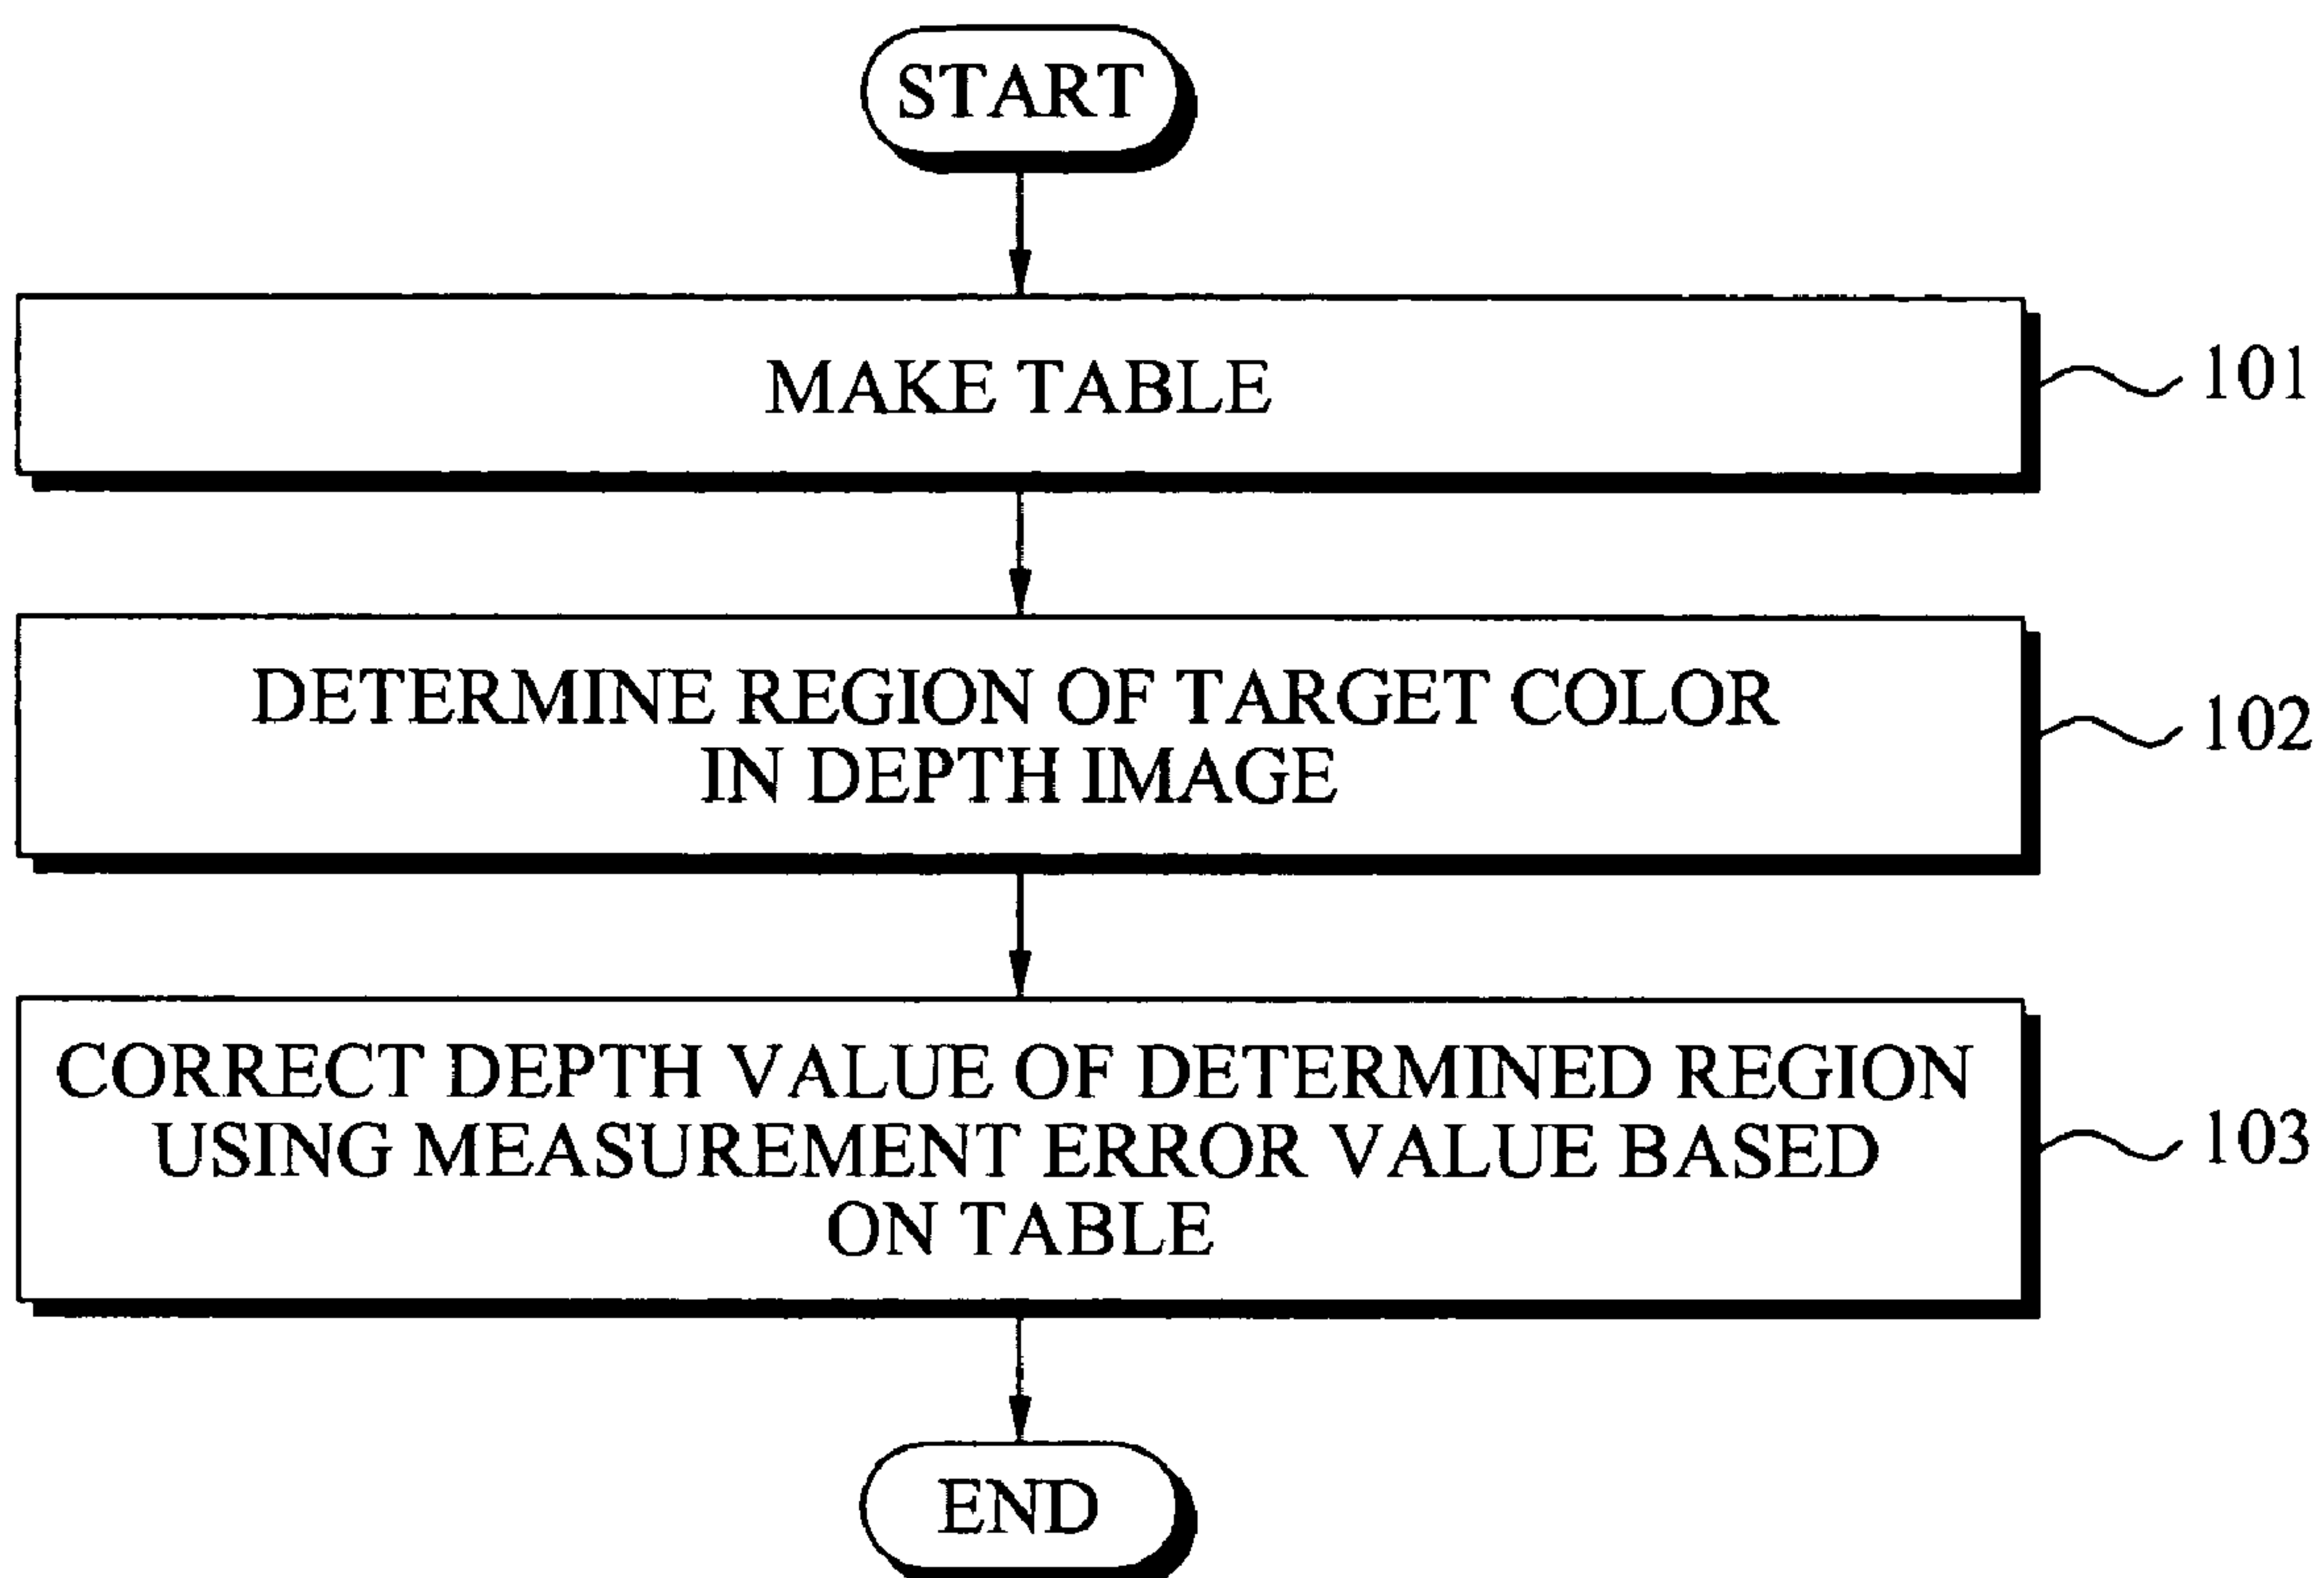 START
MAKE TABLE
101
DETERMINE REGION OF TARGET COLOR
IN DEPTH IMAGE
102
CORRECT DEPTH VALUE OF DETERMINED REGION
USING MEASUREMENT ERROR VALUE BASED
ON TABLE
103
END